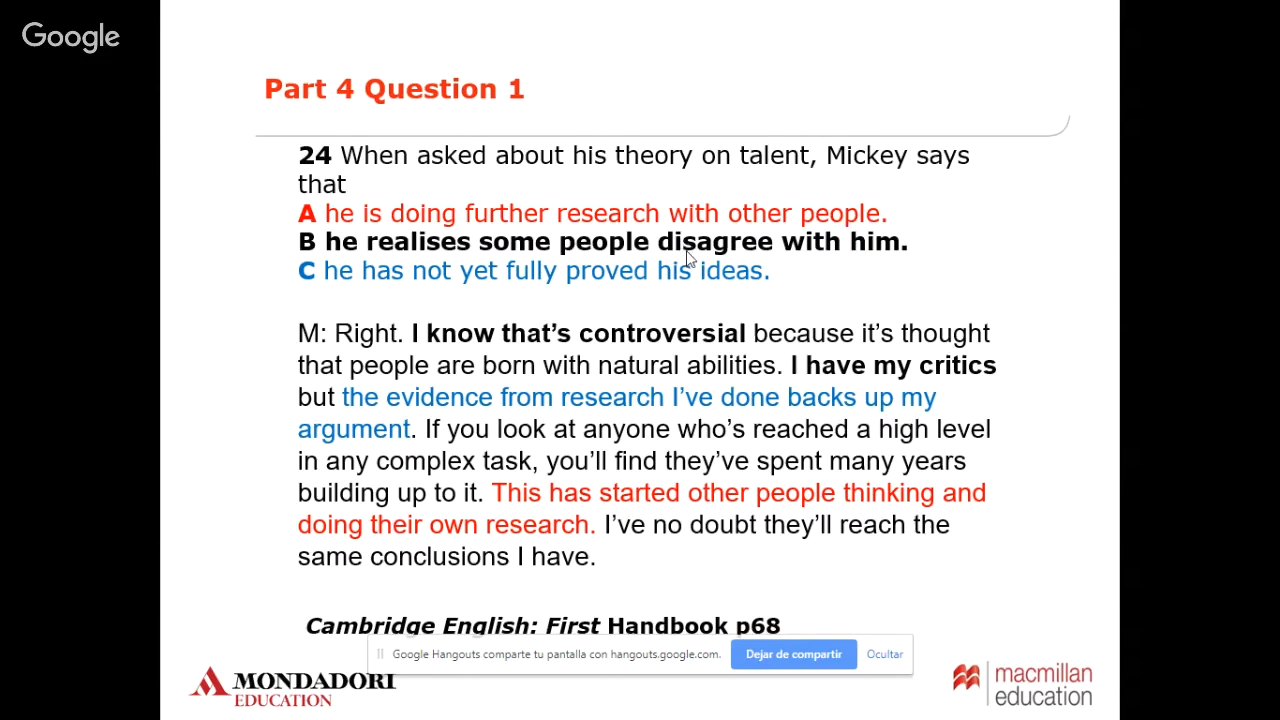 Google
Part 4 Question 1
24 When asked about his theory on talent, Mickey says
that
A he is doing further research with other people.
B he realises some people disagree with him.
C he has not yet fully proved his ideas.
M: Right. I know that's controversial because it's thought
that people are born with natural abilities. I have my critics
but the evidence from research I've done backs up my
argument. If you look at anyone who's reached a high level
in any complex task, you'll find they've spent many years
building up to it. This has started other people thinking and
doing their own research. I've no doubt they'll reach the
same conclusions I have.
Cambridge English: First Handbook p68
Google Hangouts comparte tu pantalla con hangouts.google.com. Dejar de compartir Ocultar
MONDADORI
EDUCATION
macmillan
education